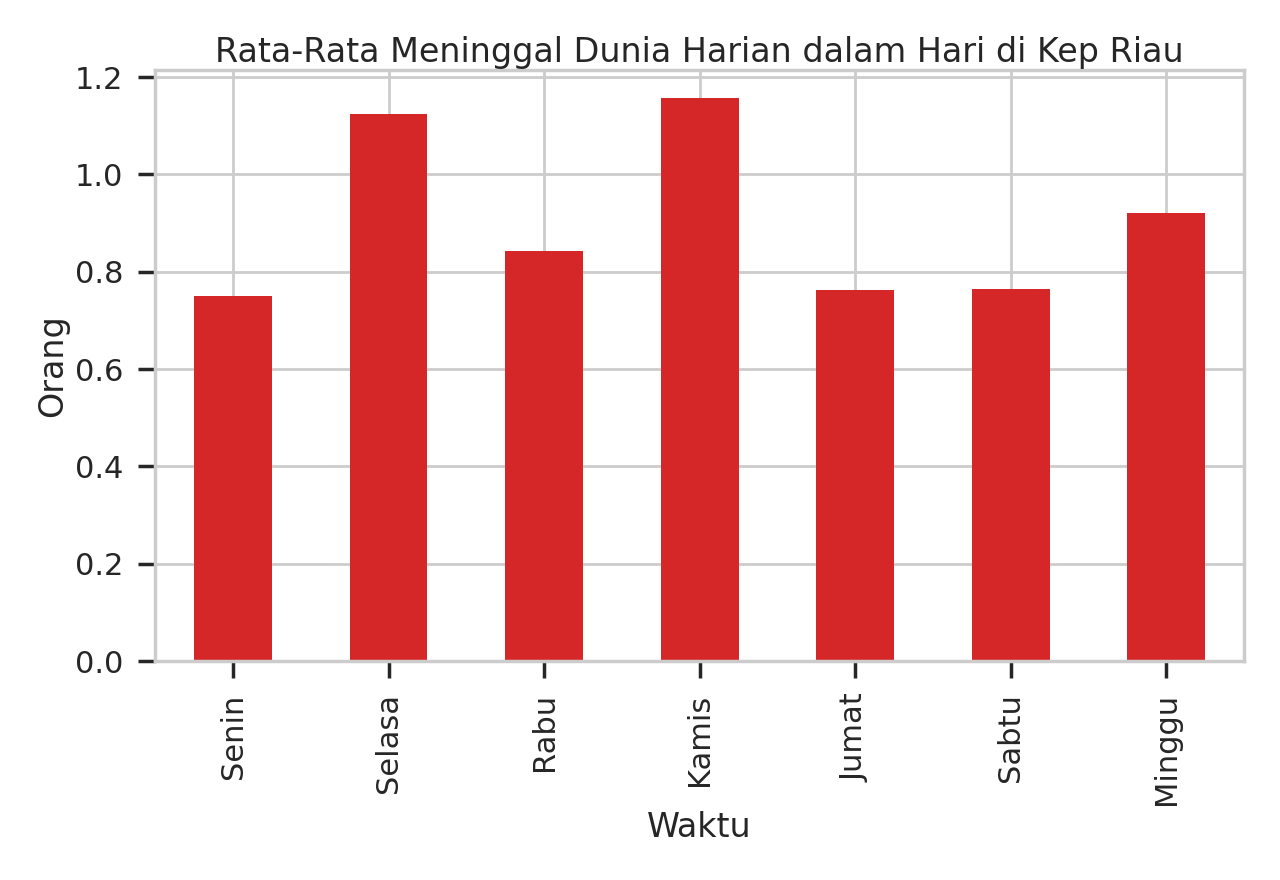 Rata-Rata Meninggal Dunia Harian dalam Hari di Kep Riau
1.2
1.0
0.8
0.6
0.4
0.2
0.0
Orang
Senin
Selasa
Rabu
Kamis
Jumat
Sabtu
Minggu
Waktu